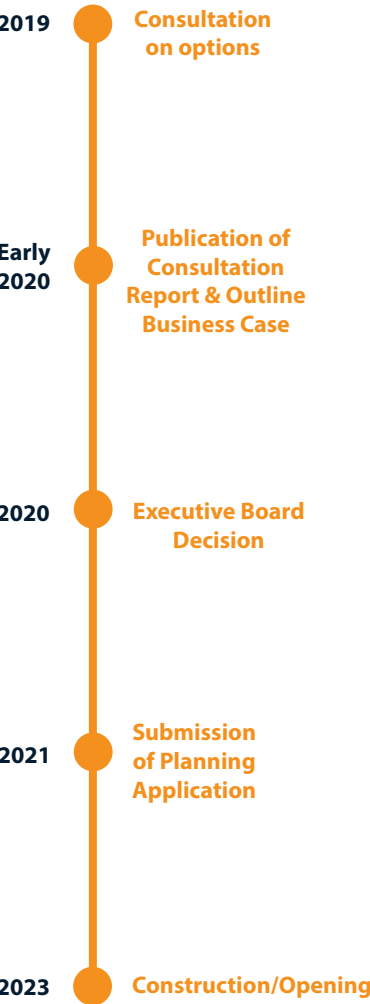 2019
Consultation
on options
Early
2020
Publication of
Consultation
Report & Outline
Business Case
2020
Executive Board
Decision
2021
Submission
of Planning
Application
2023
Construction/Opening